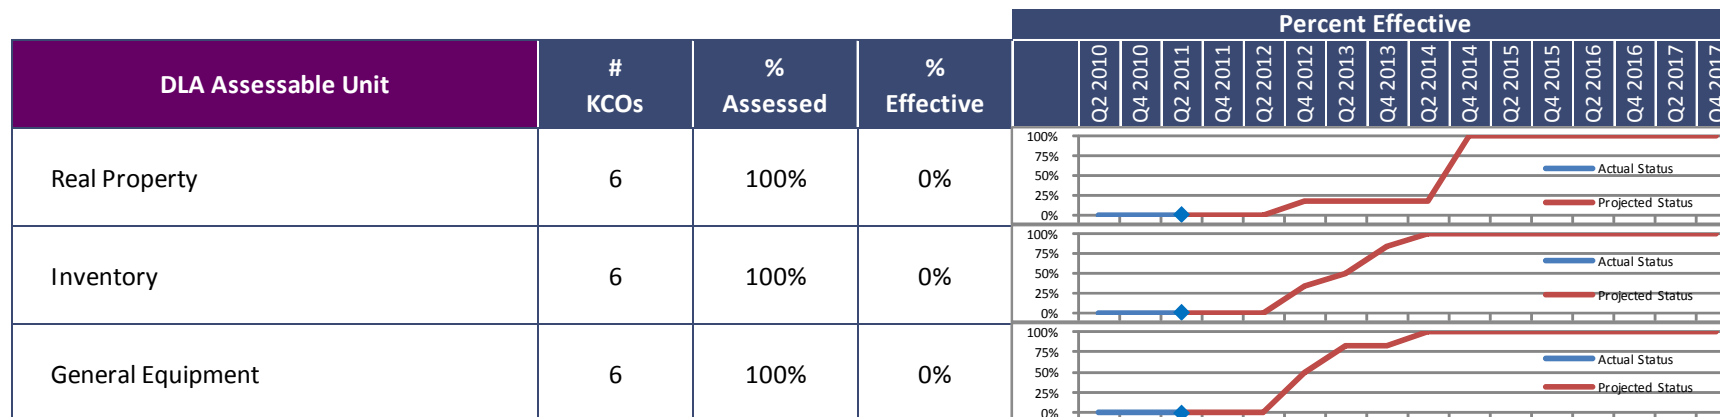 Percent Effective
DLA Assessable Unit
#
KCOs
%
Assessed
%
Effective
Q2 2010
Q4 2010
Q2 2011
Q4 2011
Q2 2012
Q4 2012
Q2 2013
Q4 2013
Q2 2014
Q4 2014
Q2 2015
Q4 2015
Q2 2016
Q4 2016
Q2 2017
Q4 2017
Real Property
6
100%
0%
100%
75%
50%
25%
0%
Actual Status
Projected Status
Inventory
6
100%
0%
100%
75%
50%
25%
0%
Actual Status
Projected Status
General Equipment
6
100%
0%
100%
75%
50%
25%
0%
Actual Status
Projected Status